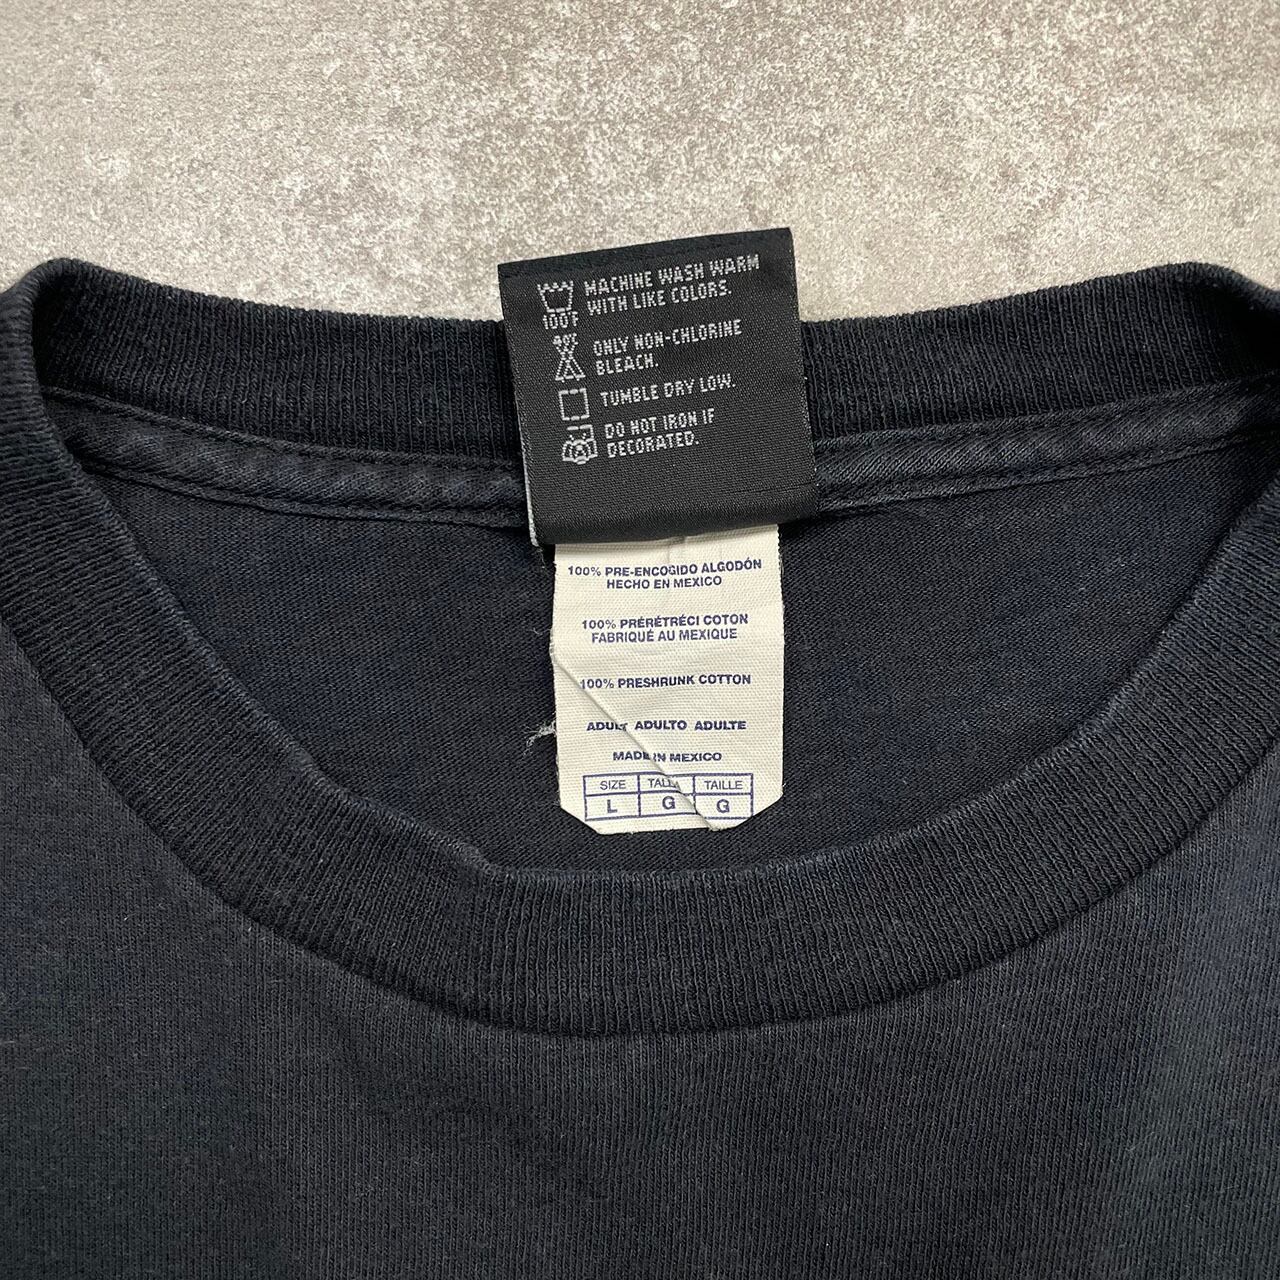 MACHINE WASH WARM
WITH LIKE COLORS.
100°F
ONLY NON-CHLORINE
BLEACH.
TUMBLE DRY LOW.
DO NOT IRON IF
DECORATED.
100% PRE-ENCOGIDO ALGODÓN
HECHO EN MEXICO
100% PRÉRÉTRÉCI COTON
FABRIQUÉ AU MEXIQUE
100% PRESHRUNK COTTON
ADULT ADULTO ADULTE
MADE IN MEXICO
SIZE TALLA TAILLE
L G G